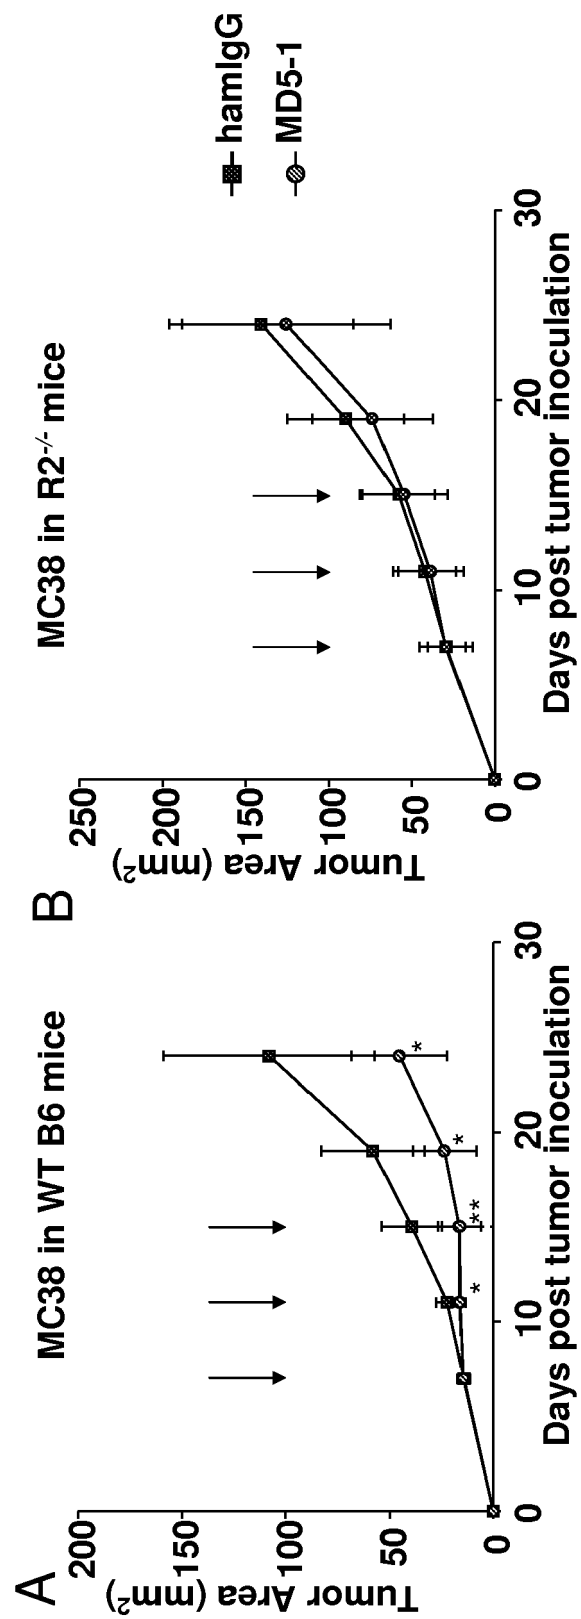 A
MC38 in WT B6 mice
Tumor Area (mm2)
200
150
100
50
0
*
**
*
*
0
10
20
30
Days post tumor inoculation
B
MC38 in R2-/- mice
Tumor Area (mm2)
250
200
150
100
50
0
0
10
20
30
Days post tumor inoculation
hamIgG
MD5-1